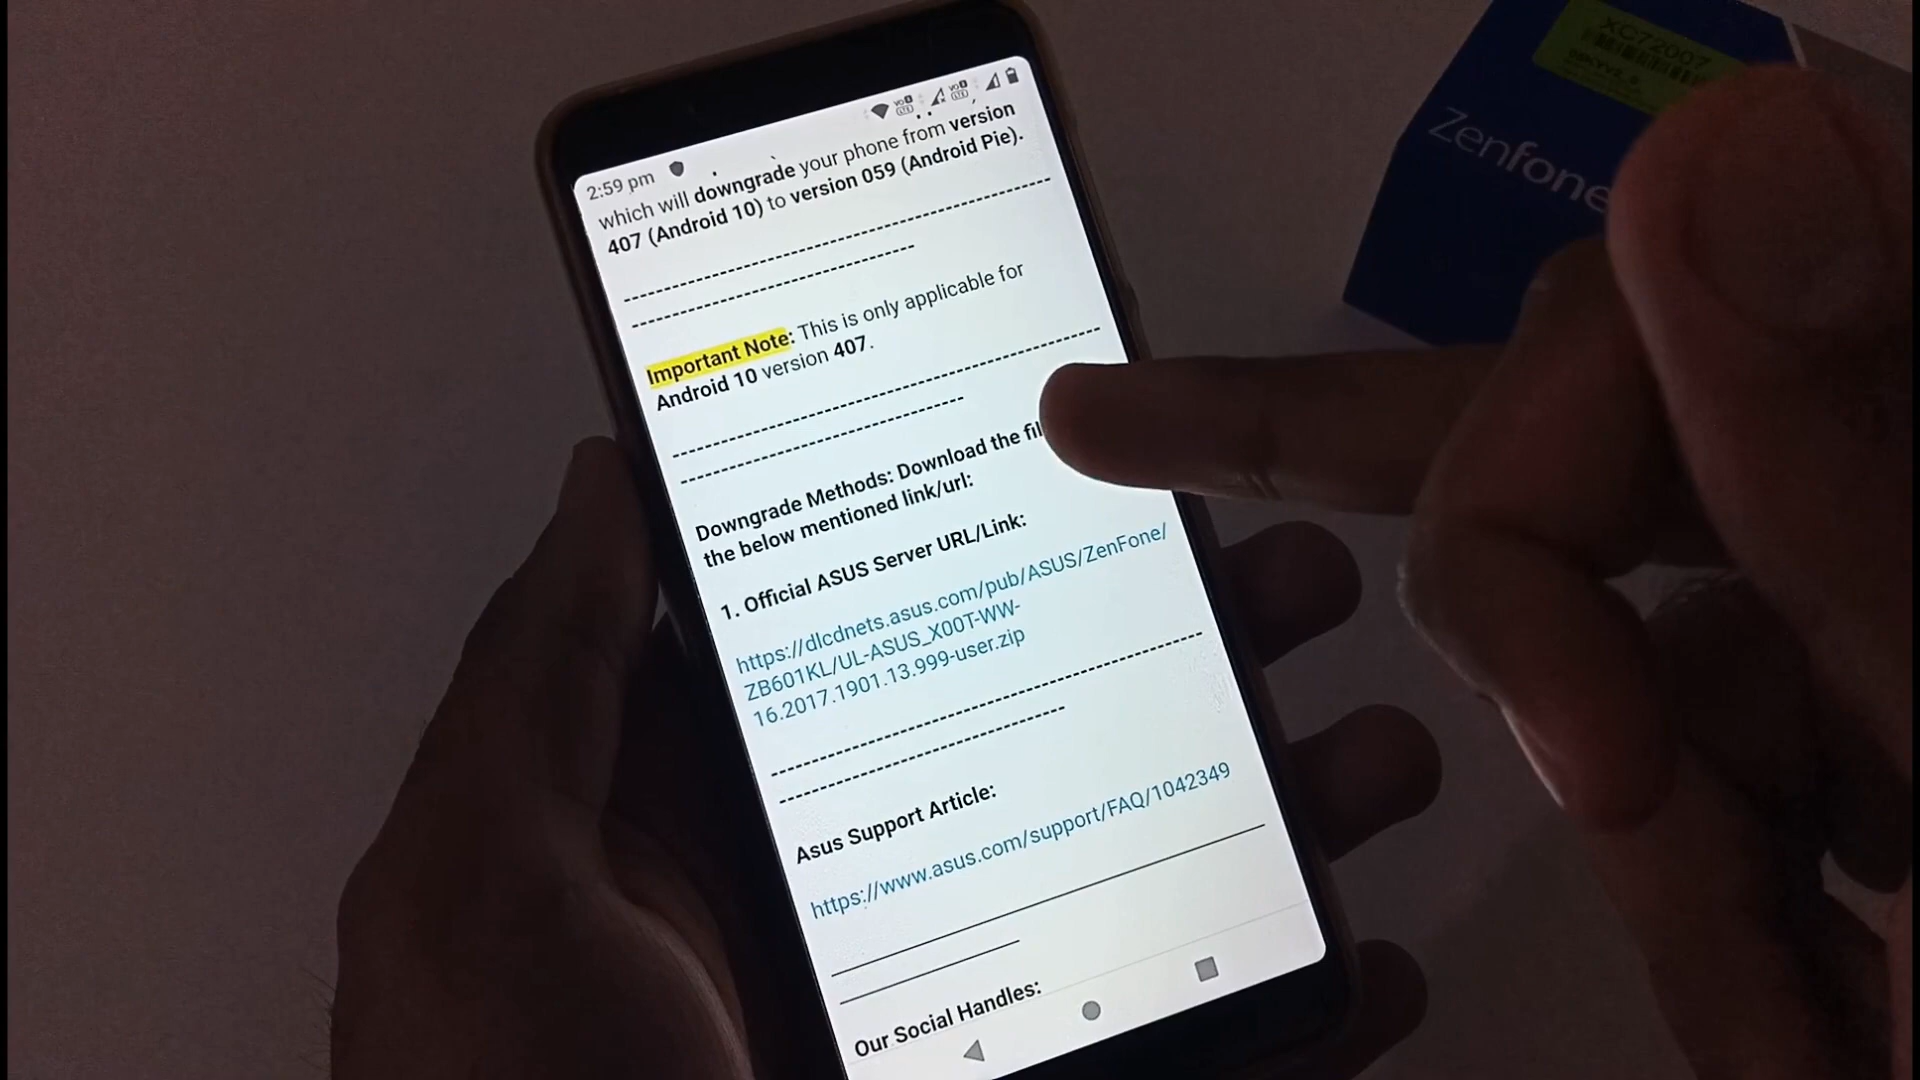 XC72007
Zenfone
2:59 pm
which will downgrade your phone from version
407 (Android 10) to version 059 (Android Pie).
--------------------------------------------------
---------------------------------
Important Note: This is only applicable for
Android 10 version 407.
--------------------------------------------------
---------------------------------
Downgrade Methods: Download the fil
the below mentioned link/url:
1. Official ASUS Server URL/Link:
https://dlcdnets.asus.com/pub/ASUS/ZenFone/
ZB601KL/UL-ASUS_X00T-WW-
16.2017.1901.13.999-user.zip
--------------------------------------------------
---------------------------------
Asus Support Article:
https://www.asus.com/support/FAQ/1042349
Our Social Handles: